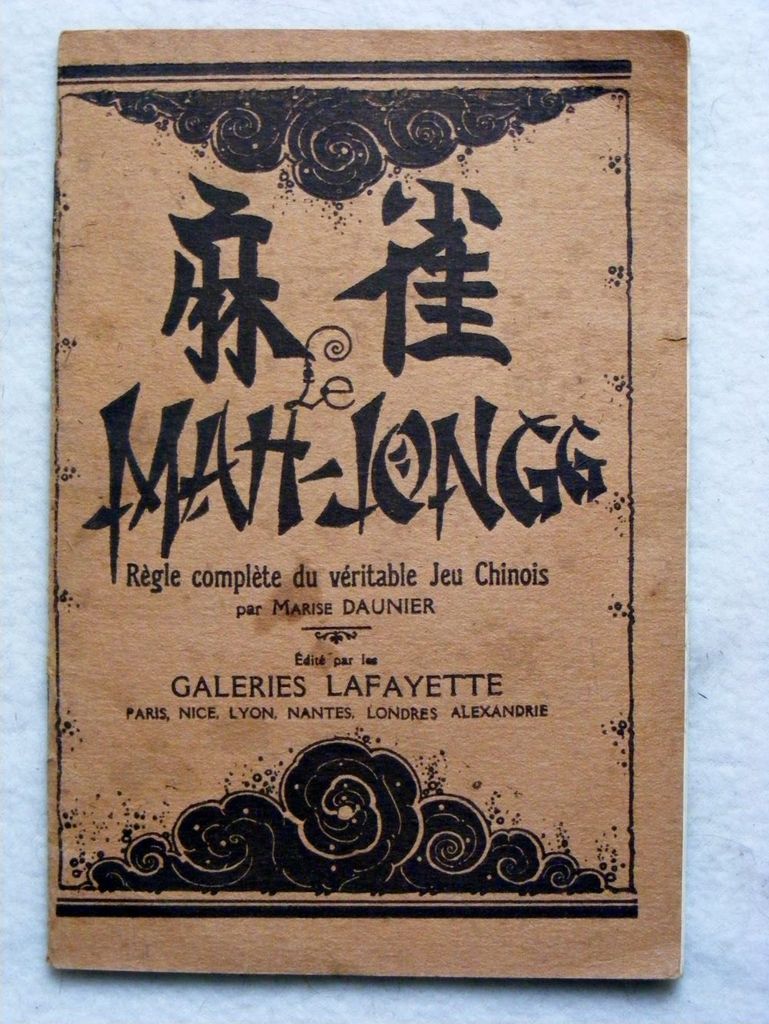 麻雀
Le
MAH-JONGG
Règle complète du véritable Jeu Chinois
par MARISE DAUNIER
Édité par les
GALERIES LAFAYETTE
PARIS, NICE, LYON, NANTES, LONDRES ALEXANDRIE